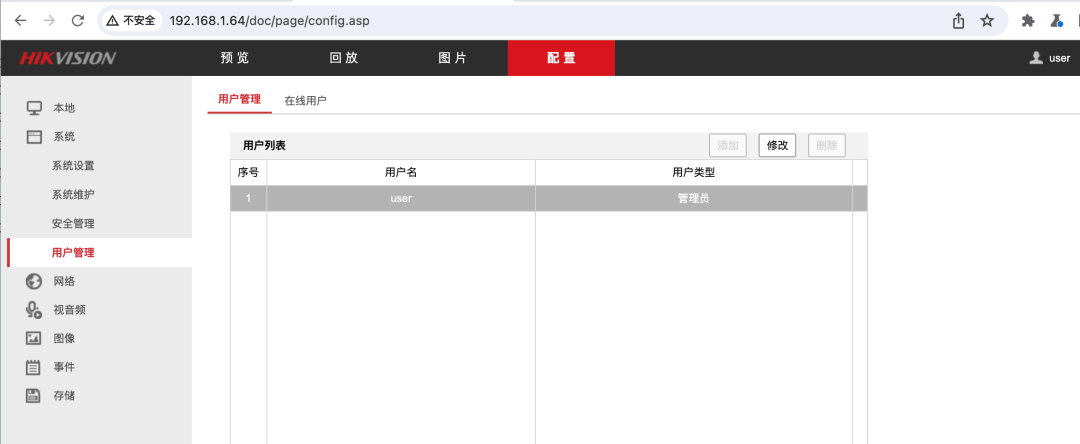 不安全 192.168.1.64/doc/page/config.asp
HIKVISION 预览 回放 图片 配置 user
用户管理 在线用户
本地
系统
系统设置
系统维护
安全管理
用户管理
网络
视音频
图像
事件
存储
用户列表 添加 修改 删除
序号 用户名 用户类型
1 user 管理员